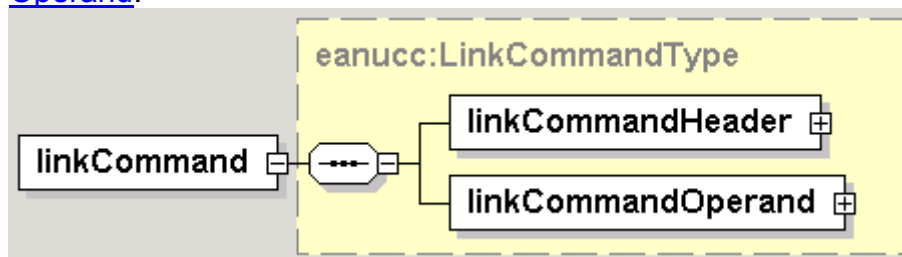 Operand.
eanucc:LinkCommandType
linkCommandHeader
linkCommand
linkCommandOperand